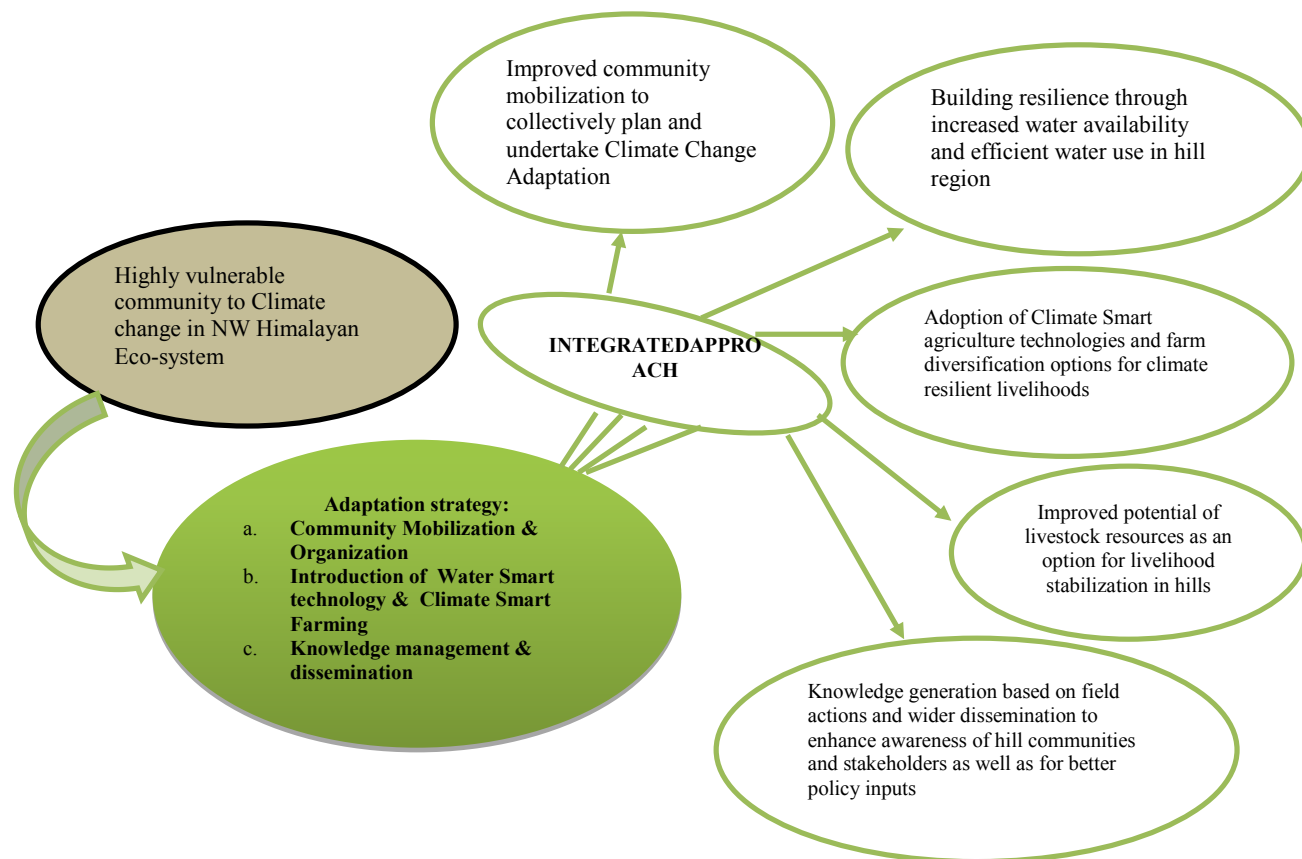 Improved community
mobilization to
collectively plan and
undertake Climate Change
Adaptation
Building resilience through
increased water availability
and efficient water use in hill
region
Highly vulnerable
community to Climate
change in NW Himalayan
Eco-system
INTEGRATEDAPPRO
ACH
Adoption of Climate Smart
agriculture technologies and farm
diversification options for climate
resilient livelihoods
Adaptation strategy:
a. Community Mobilization &
Organization
b. Introduction of Water Smart
technology & Climate Smart
Farming
c. Knowledge management &
dissemination
Improved potential of
livestock resources as an
option for livelihood
stabilization in hills
Knowledge generation based on field
actions and wider dissemination to
enhance awareness of hill communities
and stakeholders as well as for better
policy inputs